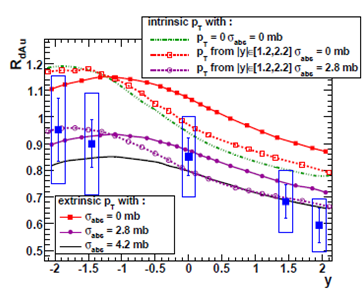 R_dAu
intrinsic p_T with :
p_T = 0 σ_abs = 0 mb
p_T from |y|∈[1.2,2.2] σ_abs = 0 mb
p_T from |y|∈[1.2,2.2] σ_abs = 2.8 mb
1.2
1.1
1
0.9
0.8
0.7
0.6
0.5
extrinsic p_T with :
σ_abs = 0 mb
σ_abs = 2.8 mb
σ_abs = 4.2 mb
-2 -1.5 -1 -0.5 0 0.5 1 1.5 2
y